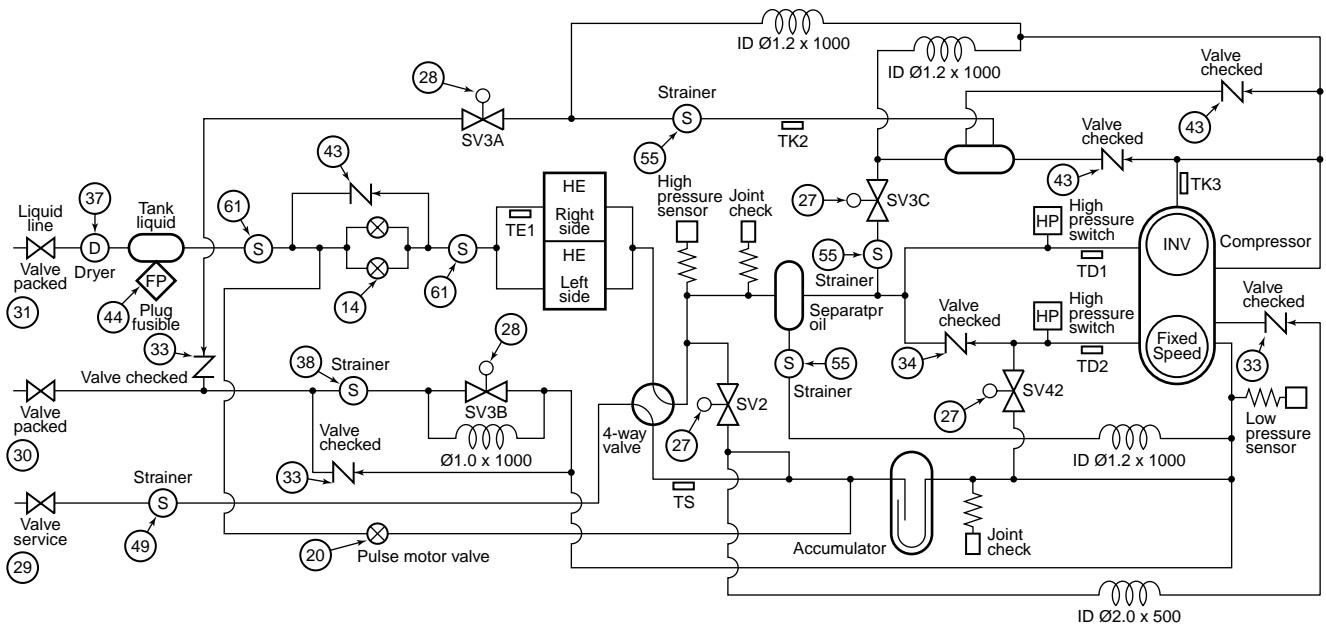 ID Ø1.2 x 1000
ID Ø1.2 x 1000
Valve
checked
43
28
SV3A
Strainer
S
55
TK2
Valve
checked
43
TK3
43
37
Liquid
line
Tank
liquid
61
D
Dryer
S
S
61
14
Valve
packed
31
FP
44
Plug
fusible
TE1
HE
Right
side
HE
Left
side
High
pressure
sensor
Joint
check
27
SV3C
55
S
Strainer
HP
High
pressure
switch
TD1
INV
Compressor
Separatpr
oil
Valve
checked
34
HP
High
pressure
switch
TD2
Fixed
Speed
Valve
checked
33
33
Valve checked
38
Strainer
S
28
SV3B
Ø1.0 x 1000
S
55
Strainer
4-way
valve
SV2
27
SV42
27
Low
pressure
sensor
Valve
packed
30
Valve
checked
33
ID Ø1.2 x 1000
Strainer
S
49
Valve
service
29
TS
20
Pulse motor valve
Accumulator
Joint
check
ID Ø2.0 x 500